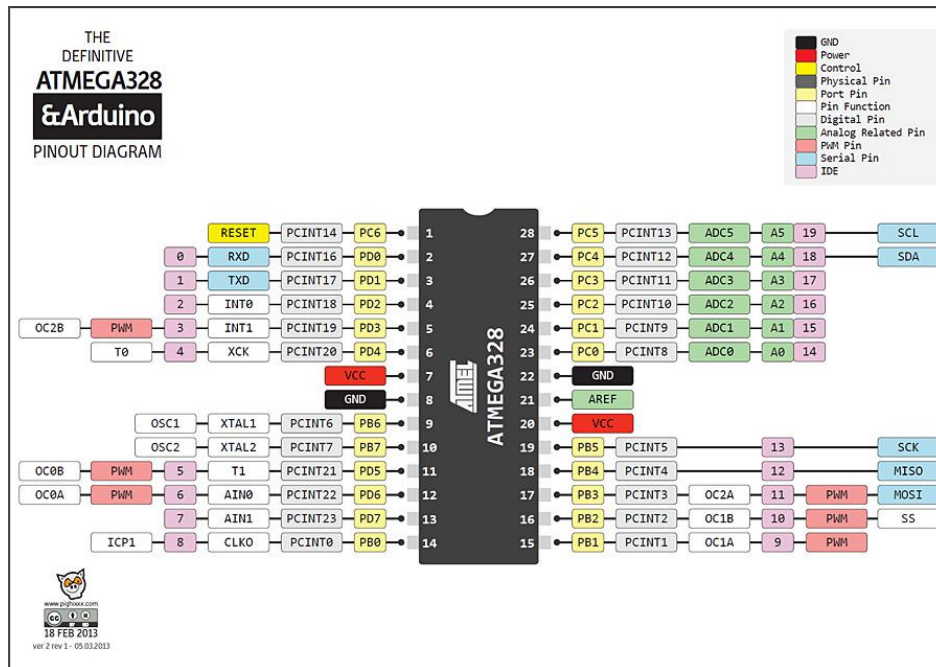 THE
DEFINITIVE
ATMEGA328
&Arduino
PINOUT DIAGRAM
GND
Power
Control
Physical Pin
Port Pin
Pin Function
Digital Pin
Analog Related Pin
PWM Pin
Serial Pin
IDE
RESET PCINT14 PC6 1 28 PC5 PCINT13 ADC5 A5 19 SCL
0 RXD PCINT16 PD0 2 27 PC4 PCINT12 ADC4 A4 18 SDA
1 TXD PCINT17 PD1 3 26 PC3 PCINT11 ADC3 A3 17
2 INT0 PCINT18 PD2 4 25 PC2 PCINT10 ADC2 A2 16
OC2B PWM 3 INT1 PCINT19 PD3 5 24 PC1 PCINT9 ADC1 A1 15
T0 4 XCK PCINT20 PD4 6 23 PC0 PCINT8 ADC0 A0 14
VCC 7 22 GND
GND 8 21 AREF
OSC1 XTAL1 PCINT6 PB6 9 20 VCC
OSC2 XTAL2 PCINT7 PB7 10 19 PB5 PCINT5 13 SCK
OC0B PWM 5 T1 PCINT21 PD5 11 18 PB4 PCINT4 12 MISO
OC0A PWM 6 AIN0 PCINT22 PD6 12 17 PB3 PCINT3 OC2A 11 PWM MOSI
7 AIN1 PCINT23 PD7 13 16 PB2 PCINT2 OC1B 10 PWM SS
ICP1 8 CLKO PCINT0 PB0 14 15 PB1 PCINT1 OC1A 9 PWM
ATMEL
ATMEGA328
www.pighixxx.com
cc
18 FEB 2013
ver 2 rev 1 - 05.03.2013